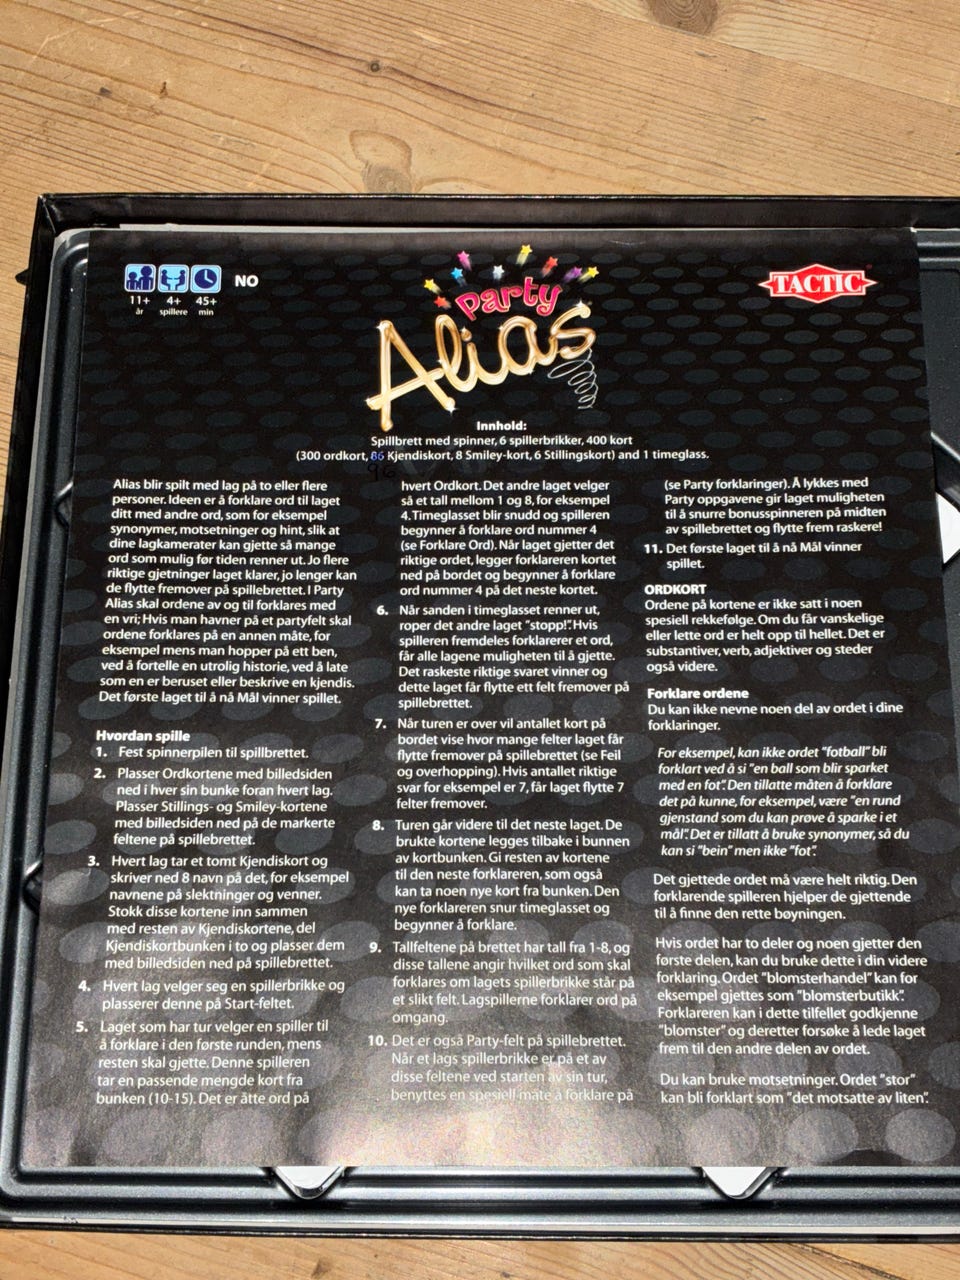 11+
år
4+
spillere
45+
min
NO
Party
Alias
TACTIC
Innhold:
Spillbrett med spinner, 6 spillerbrikker, 400 kort
(300 ordkort, 86 Kjendiskort, 8 Smiley-kort, 6 Stillingskort) and 1 timeglass.
96
Alias blir spilt med lag på to eller flere
personer. Ideen er å forklare ord til laget
ditt med andre ord, som for eksempel
synonymer, motsetninger og hint, slik at
dine lagkamerater kan gjette så mange
ord som mulig før tiden renner ut. Jo flere
riktige gjetninger laget klarer, jo lenger kan
de flytte fremover på spillebrettet. I Party
Alias skal ordene av og til forklares med
en vri; Hvis man havner på et partyfelt skal
ordene forklares på en annen måte, for
eksempel mens man hopper på ett ben,
ved å fortelle en utrolig historie, ved å late
som en er beruset eller beskrive en kjendis.
Det første laget til å nå Mål vinner spillet.
Hvordan spille
1. Fest spinnerpilen til spillbrettet.
2. Plasser Ordkortene med billedsiden
ned i hver sin bunke foran hvert lag.
Plasser Stillings- og Smiley-kortene
med billedsiden ned på de markerte
feltene på spillebrettet.
3. Hvert lag tar et tomt Kjendiskort og
skriver ned 8 navn på det, for eksempel
navnene på slektninger og venner.
Stokk disse kortene inn sammen
med resten av Kjendiskortene, del
Kjendiskortbunken i to og plasser dem
med billedsiden ned på spillebrettet.
4. Hvert lag velger seg en spillerbrikke og
plasserer denne på Start-feltet.
5. Laget som har tur velger en spiller til
å forklare i den første runden, mens
resten skal gjette. Denne spilleren
tar en passende mengde kort fra
bunken (10-15). Det er åtte ord på
hvert Ordkort. Det andre laget velger
så et tall mellom 1 og 8, for eksempel
4. Timeglasset blir snudd og spilleren
begynner å forklare ord nummer 4
(se Forklare Ord). Når laget gjetter det
riktige ordet, legger forklareren kortet
ned på bordet og begynner å forklare
ord nummer 4 på det neste kortet.
6. Når sanden i timeglasset renner ut,
roper det andre laget "stopp!". Hvis
spilleren fremdeles forklarerer et ord,
får alle lagene muligheten til å gjette.
Det raskeste riktige svaret vinner og
dette laget får flytte ett felt fremover på
spillebrettet.
7. Når turen er over vil antallet kort på
bordet vise hvor mange felter laget får
flytte fremover på spillebrettet (se Feil
og overhopping). Hvis antallet riktige
svar for eksempel er 7, får laget flytte 7
felter fremover.
8. Turen går videre til det neste laget. De
brukte kortene legges tilbake i bunnen
av kortbunken. Gi resten av kortene
til den neste forklareren, som også
kan ta noen nye kort fra bunken. Den
nye forklareren snur timeglasset og
begynner å forklare.
9. Tallfeltene på brettet har tall fra 1-8, og
disse tallene angir hvilket ord som skal
forklares om lagets spillebrikke står på
et slikt felt. Lagspillerne forklarer ord på
omgang.
10. Det er også Party-felt på spillebrettet.
Når et lags spillerbrikke er på et av
disse feltene ved starten av sin tur,
benyttes en spesiell måte å forklare på
(se Party forklaringer). Å lykkes med
Party oppgavene gir laget muligheten
til å snurre bonusspinneren på midten
av spillebrettet og flytte frem raskere!
11. Det første laget til å nå Mål vinner
spillet.
ORDKORT
Ordene på kortene er ikke satt i noen
spesiell rekkefølge. Om du får vanskelige
eller lette ord er helt opp til hellet. Det er
substantiver, verb, adjektiver og steder
også videre.
Forklare ordene
Du kan ikke nevne noen del av ordet i dine
forklaringer.
For eksempel, kan ikke ordet "fotball" bli
forklart ved å si "en ball som blir sparket
med en fot". Den tillatte måten å forklare
det på kunne, for eksempel, være "en rund
gjenstand som du kan prøve å sparke i et
mål". Det er tillatt å bruke synonymer, så du
kan si "bein" men ikke "fot".
Det gjettede ordet må være helt riktig. Den
forklarende spilleren hjelper de gjettende
til å finne den rette bøyningen.
Hvis ordet har to deler og noen gjetter den
første delen, kan du bruke dette i din videre
forklaring. Ordet "blomsterhandel" kan for
eksempel gjettes som "blomsterbutikk".
Forklareren kan i dette tilfellet godkjenne
"blomster" og deretter forsøke å lede laget
frem til den andre delen av ordet.
Du kan bruke motsetninger. Ordet "stor"
kan bli forklart som "det motsatte av liten".